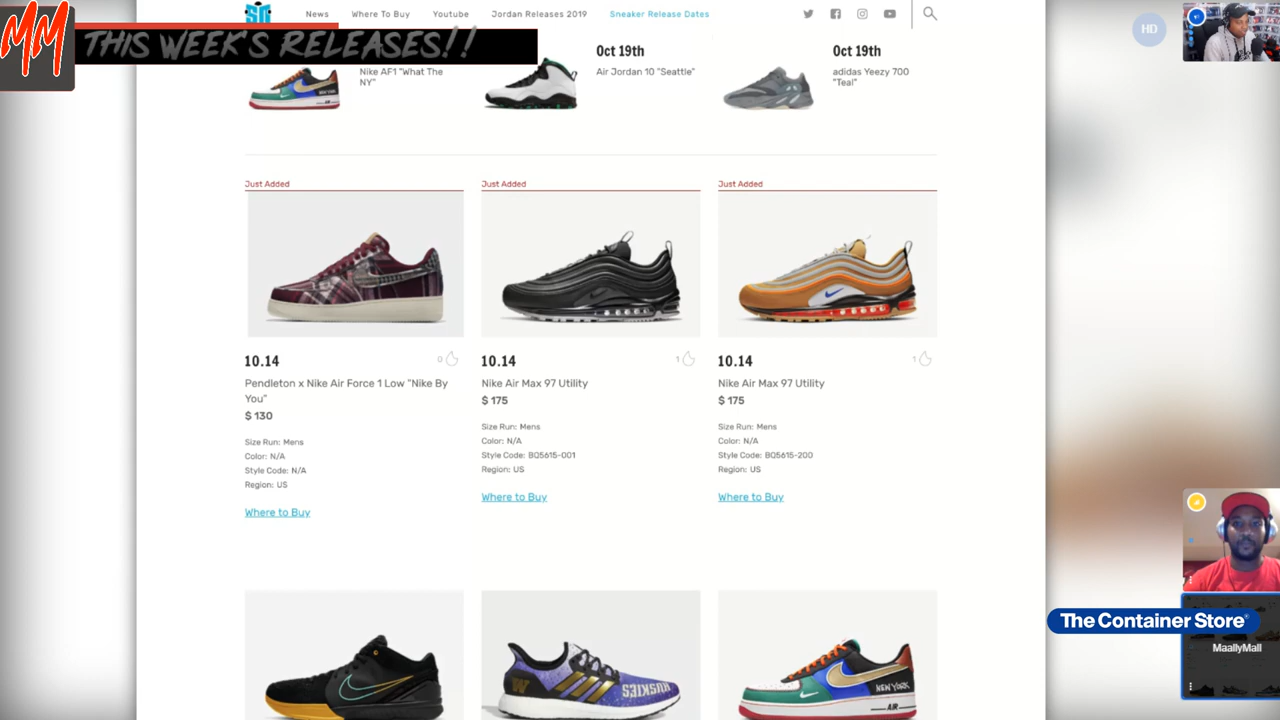 News
Where To Buy
Youtube
Jordan Releases 2019
Sneaker Release Dates
HD
MM
THIS WEEK'S RELEASES!!
Nike AF1 "What The
NY"
Oct 19th
Air Jordan 10 "Seattle"
Oct 19th
adidas Yeezy 700
"Teal"
Just Added
10.14
0
Pendleton x Nike Air Force 1 Low "Nike By
You"
$ 130
Size Run: Mens
Color: N/A
Style Code: N/A
Region: US
Where to Buy
Just Added
10.14
1
Nike Air Max 97 Utility
$ 175
Size Run: Mens
Color: N/A
Style Code: BQ5615-001
Region: US
Where to Buy
Just Added
10.14
1
Nike Air Max 97 Utility
$ 175
Size Run: Mens
Color: N/A
Style Code: BQ5615-200
Region: US
Where to Buy
W
HUSKIES
NEW YORK
AIR
The Container Store
MaallyMall